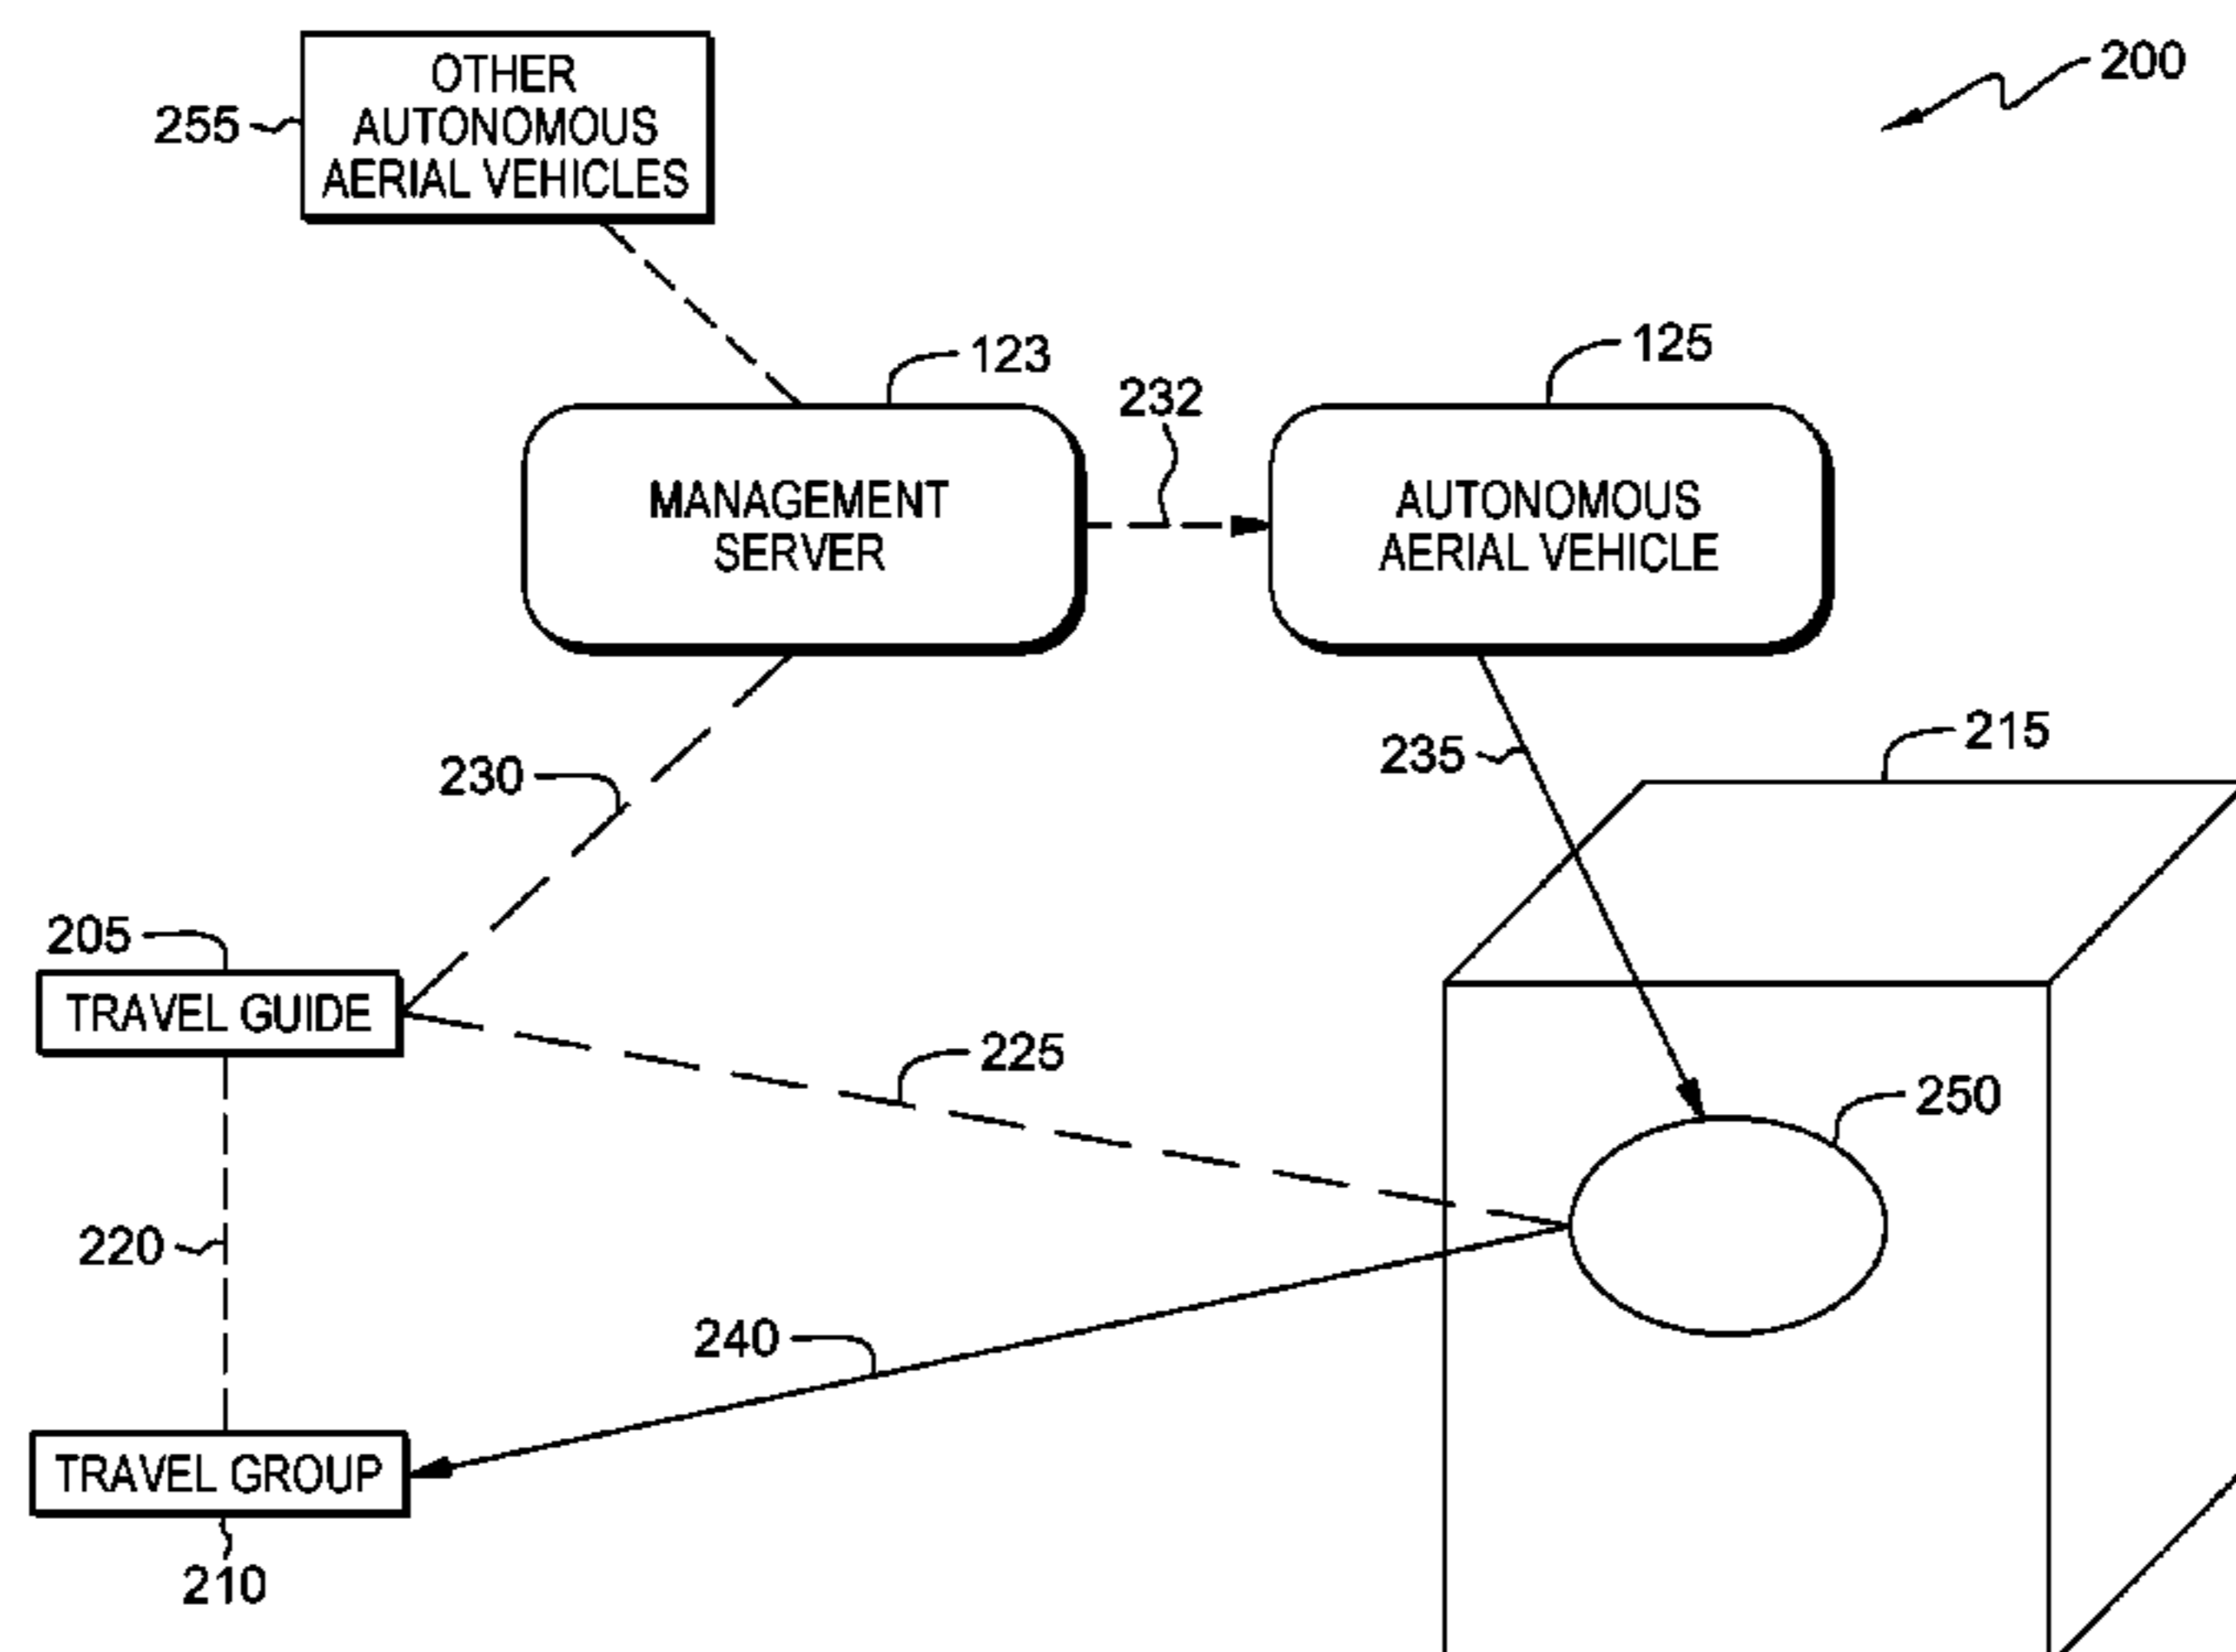 200
OTHER
AUTONOMOUS
AERIAL VEHICLES
255
123
125
232
MANAGEMENT
SERVER
AUTONOMOUS
AERIAL VEHICLE
215
235
230
205
TRAVEL GUIDE
225
250
220
240
TRAVEL GROUP
210